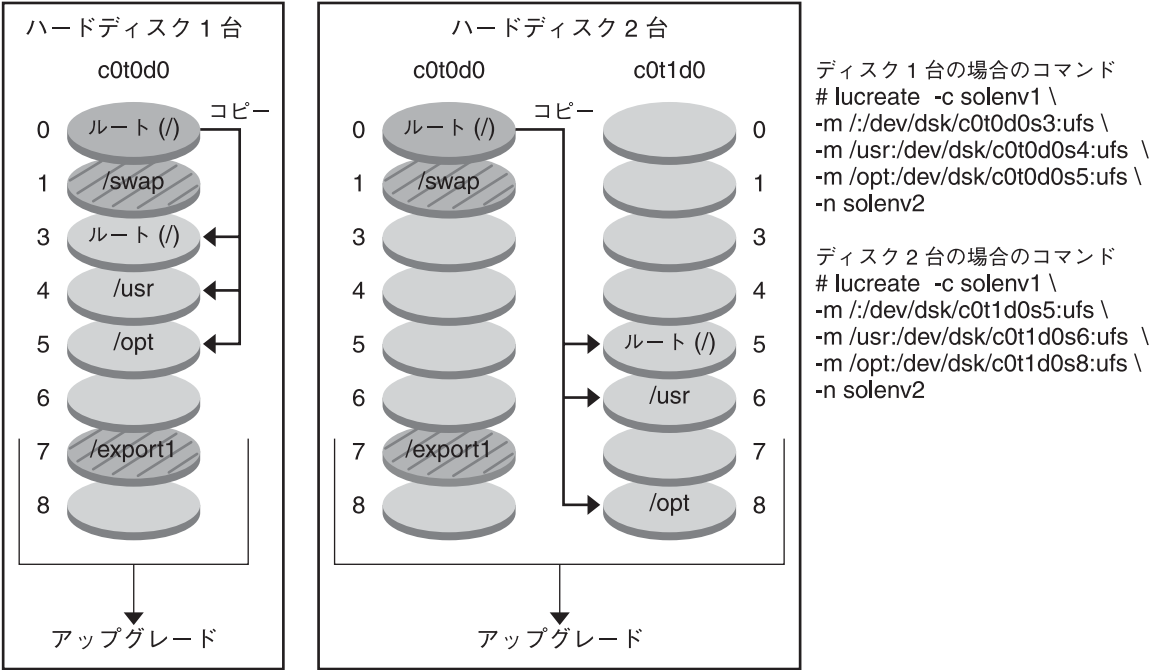 ハードディスク 1 台
c0t0d0
コピー
0 ルート (/)
1 /swap
3 ルート (/)
4 /usr
5 /opt
6
7 /export1
8
アップグレード
ハードディスク 2 台
c0t0d0 c0t1d0
コピー
0 ルート (/) 0
1 /swap 1
3 3
4 4
5 ルート (/) 5
6 /usr 6
7 /export1 7
8 /opt 8
アップグレード
ディスク 1 台の場合のコマンド
# lucreate -c solenv1 \
-m /:/dev/dsk/c0t0d0s3:ufs \
-m /usr:/dev/dsk/c0t0d0s4:ufs \
-m /opt:/dev/dsk/c0t0d0s5:ufs \
-n solenv2
ディスク 2 台の場合のコマンド
# lucreate -c solenv1 \
-m /:/dev/dsk/c0t1d0s5:ufs \
-m /usr:/dev/dsk/c0t1d0s6:ufs \
-m /opt:/dev/dsk/c0t1d0s8:ufs \
-n solenv2